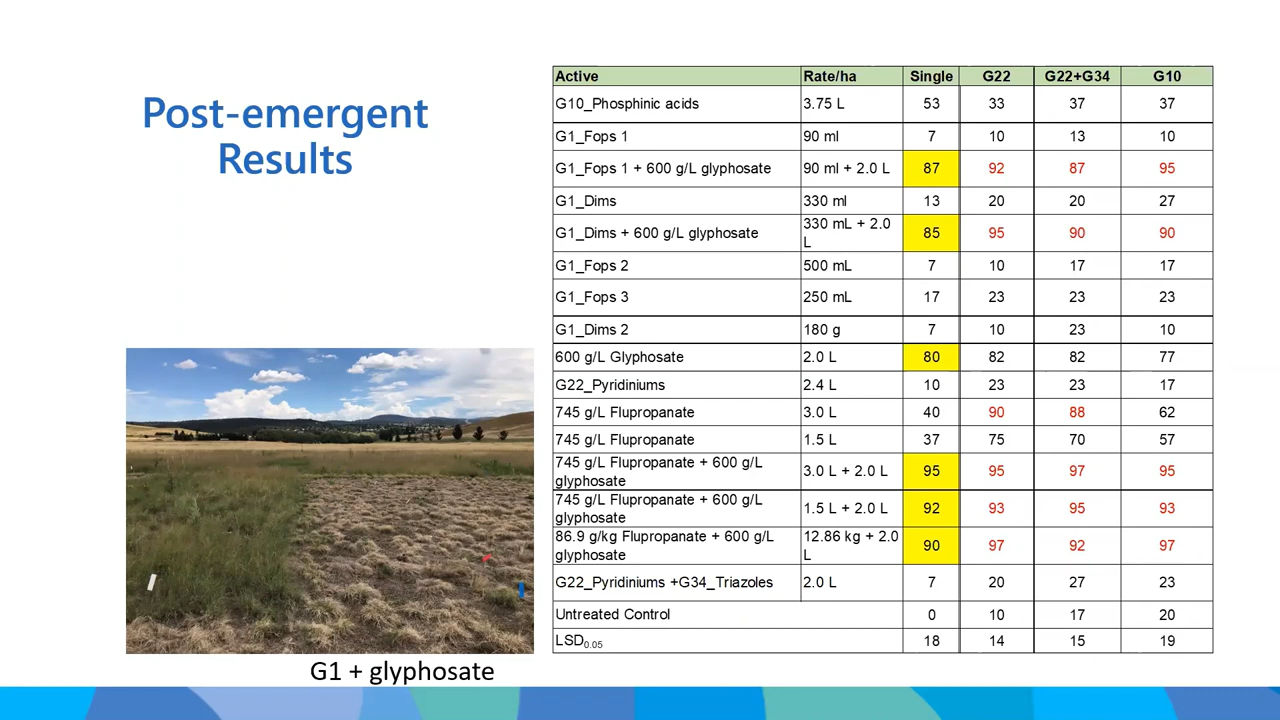 Post-emergent
Results
Active Rate/ha Single G22 G22+G34 G10
G10_Phosphinic acids 3.75 L 53 33 37 37
G1_Fops 1 90 ml 7 10 13 10
G1_Fops 1 + 600 g/L glyphosate 90 ml + 2.0 L 87 92 87 95
G1_Dims 330 ml 13 20 20 27
G1_Dims + 600 g/L glyphosate 330 mL + 2.0
L 85 95 90 90
G1_Fops 2 500 mL 7 10 17 17
G1_Fops 3 250 mL 17 23 23 23
G1_Dims 2 180 g 7 10 23 10
600 g/L Glyphosate 2.0 L 80 82 82 77
G22_Pyridiniums 2.4 L 10 23 23 17
745 g/L Flupropanate 3.0 L 40 90 88 62
745 g/L Flupropanate 1.5 L 37 75 70 57
745 g/L Flupropanate + 600 g/L
glyphosate 3.0 L + 2.0 L 95 95 97 95
745 g/L Flupropanate + 600 g/L
glyphosate 1.5 L + 2.0 L 92 93 95 93
86.9 g/kg Flupropanate + 600 g/L
glyphosate 12.86 kg + 2.0
L 90 97 92 97
G22_Pyridiniums +G34_Triazoles 2.0 L 7 20 27 23
Untreated Control 0 10 17 20
LSD0.05 18 14 15 19
G1 + glyphosate